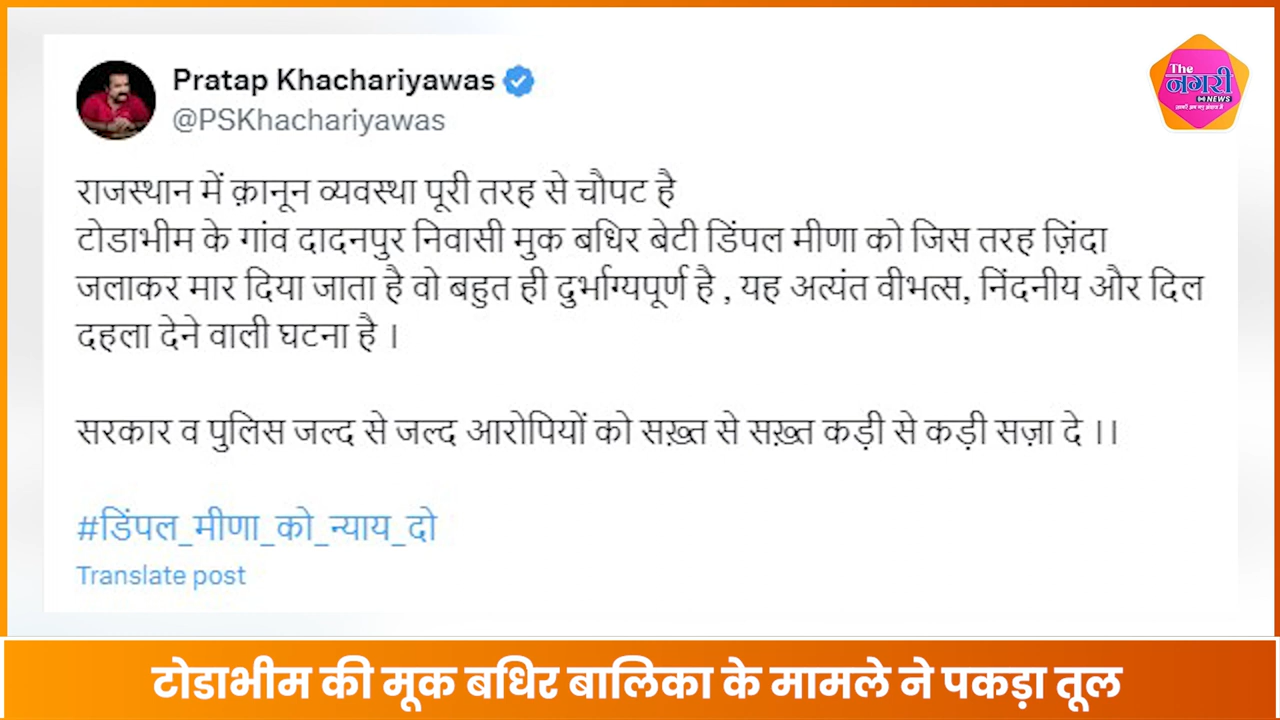 Pratap Khachariyawas
@PSKhachariyawas
The
नगरी
NEWS
राजस्थान में क़ानून व्यवस्था पूरी तरह से चौपट है
टोडाभीम के गांव दादनपुर निवासी मुक बधिर बेटी डिंपल मीणा को जिस तरह ज़िंदा
जलाकर मार दिया जाता है वो बहुत ही दुर्भाग्यपूर्ण है , यह अत्यंत वीभत्स, निंदनीय और दिल
दहला देने वाली घटना है ।
सरकार व पुलिस जल्द से जल्द आरोपियों को सख़्त से सख़्त कड़ी से कड़ी सज़ा दे ।।
#डिंपल_मीणा_को_न्याय_दो
Translate post
टोडाभीम की मूक बधिर बालिका के मामले ने पकड़ा तूल